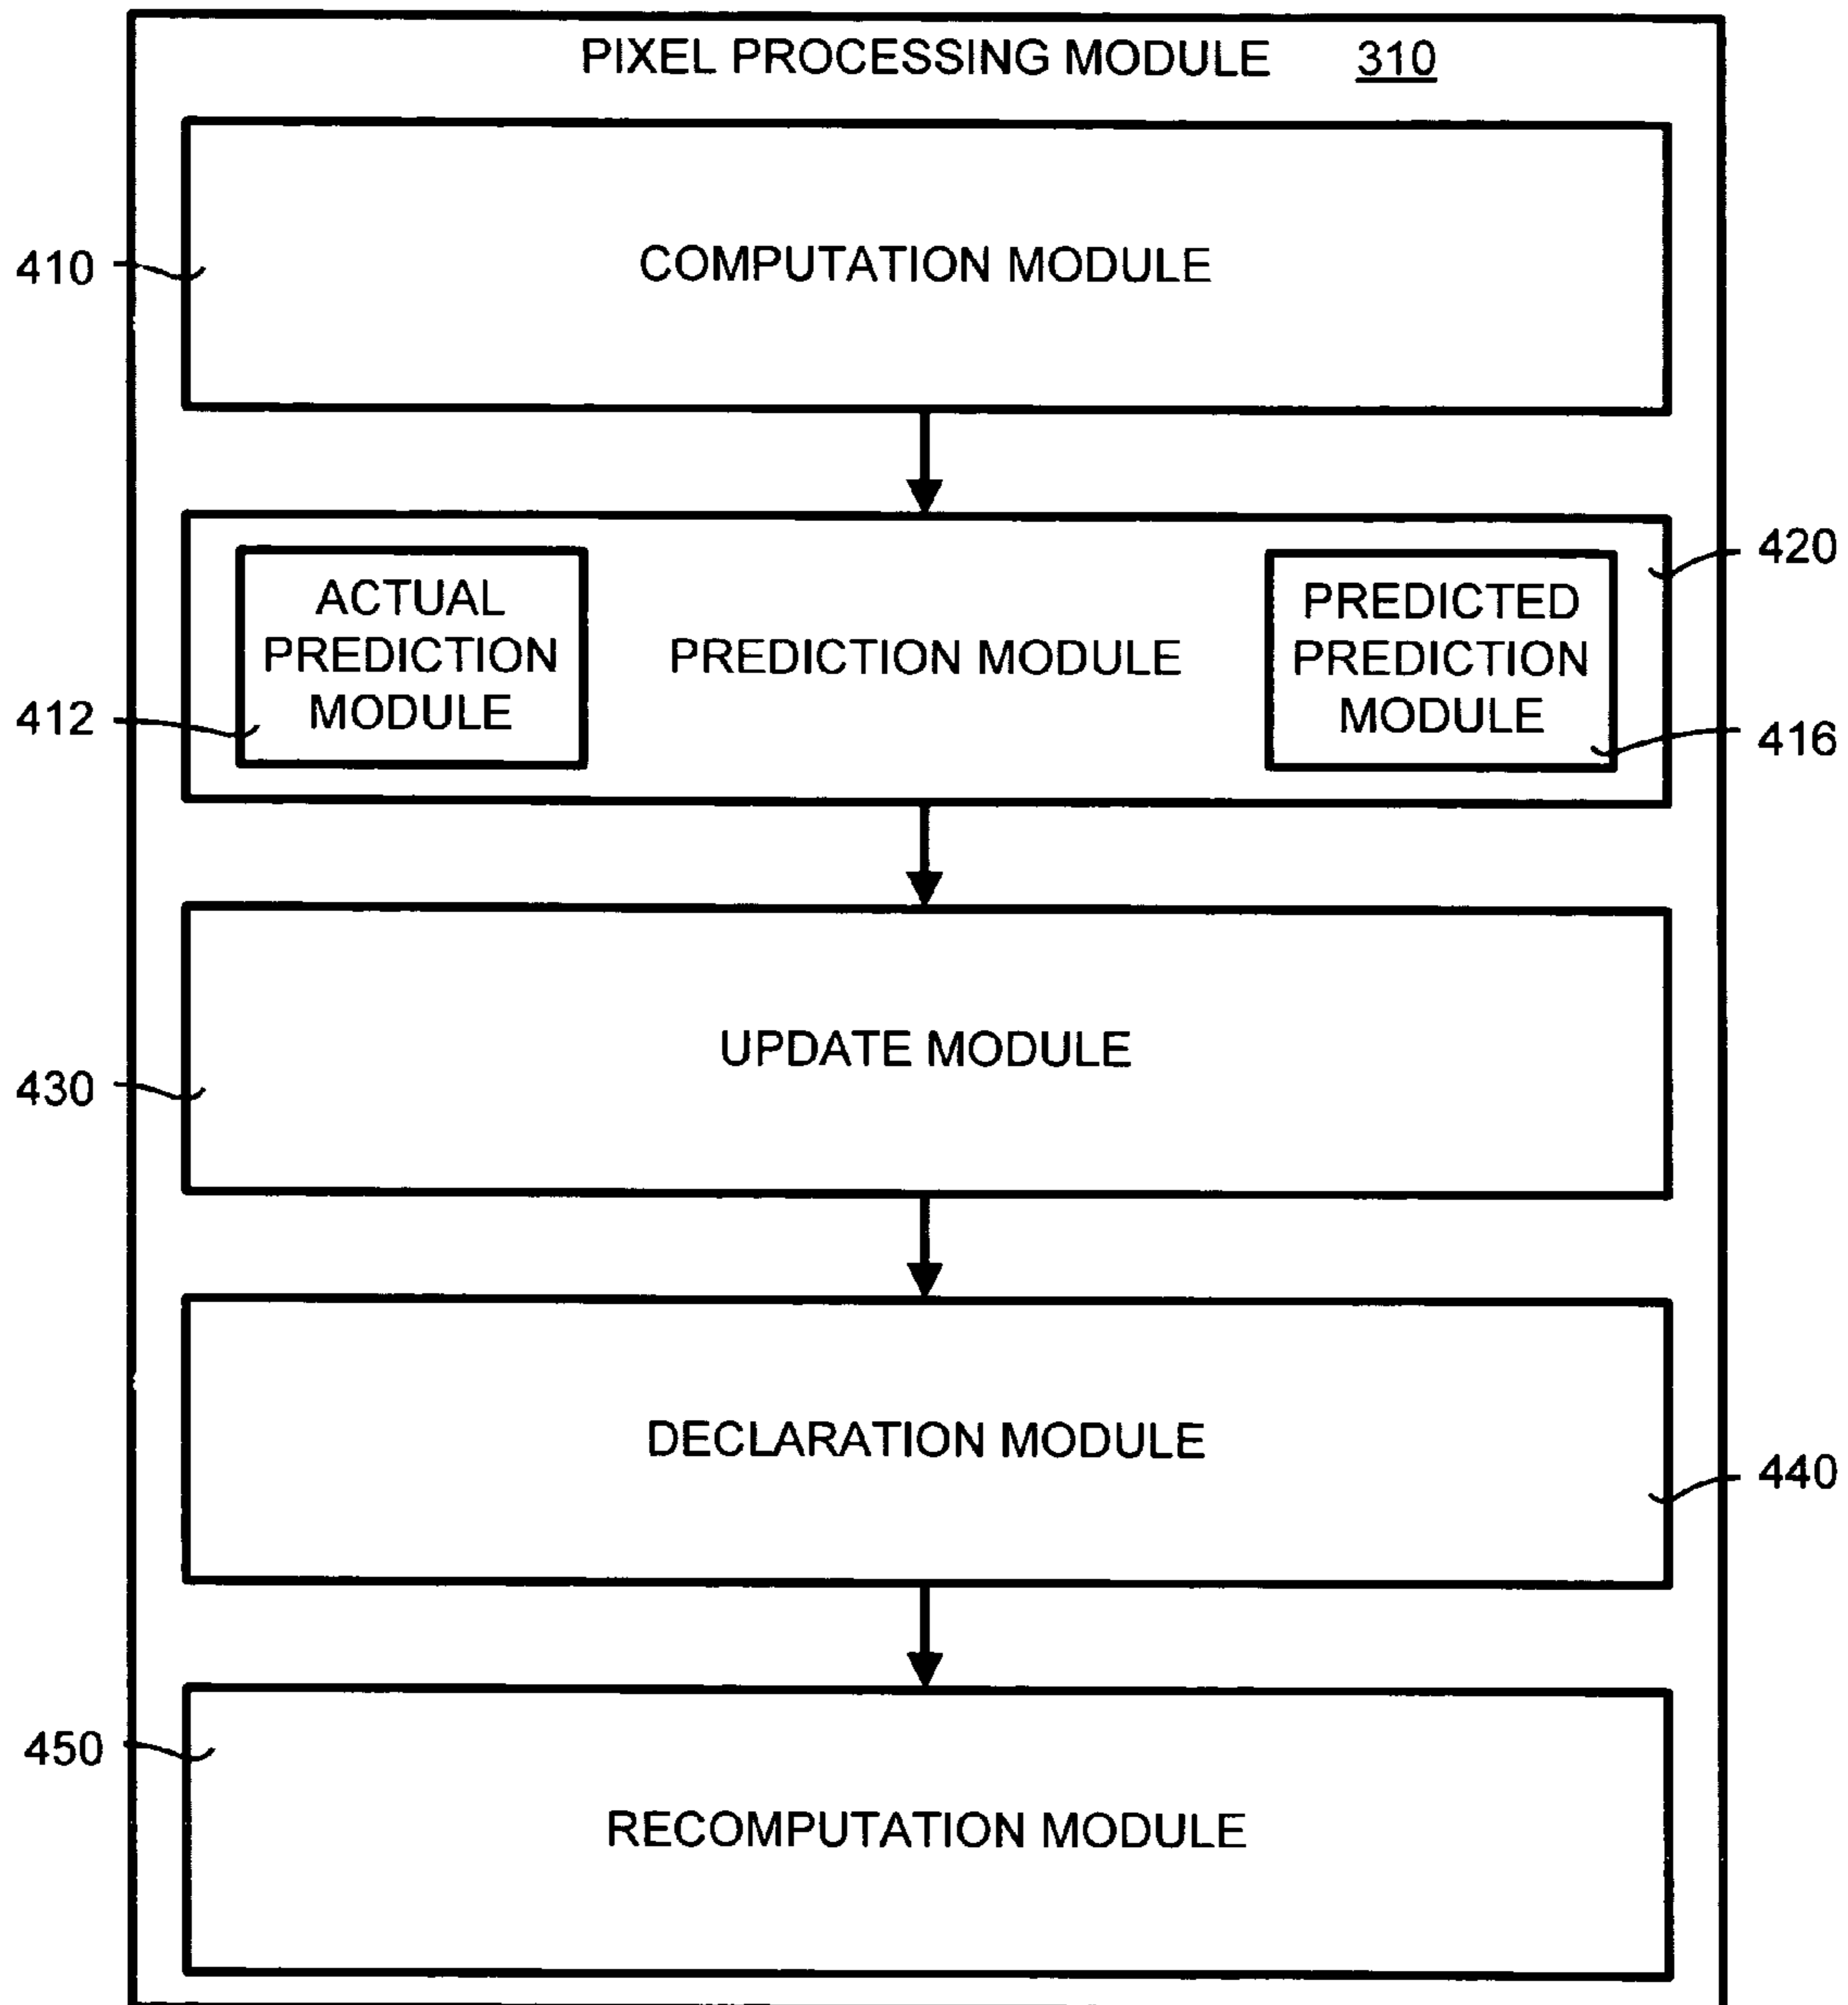 PIXEL PROCESSING MODULE 310
410
COMPUTATION MODULE
420
ACTUAL
PREDICTION
MODULE
412
PREDICTION MODULE
PREDICTED
PREDICTION
MODULE
416
UPDATE MODULE
430
DECLARATION MODULE
440
450
RECOMPUTATION MODULE